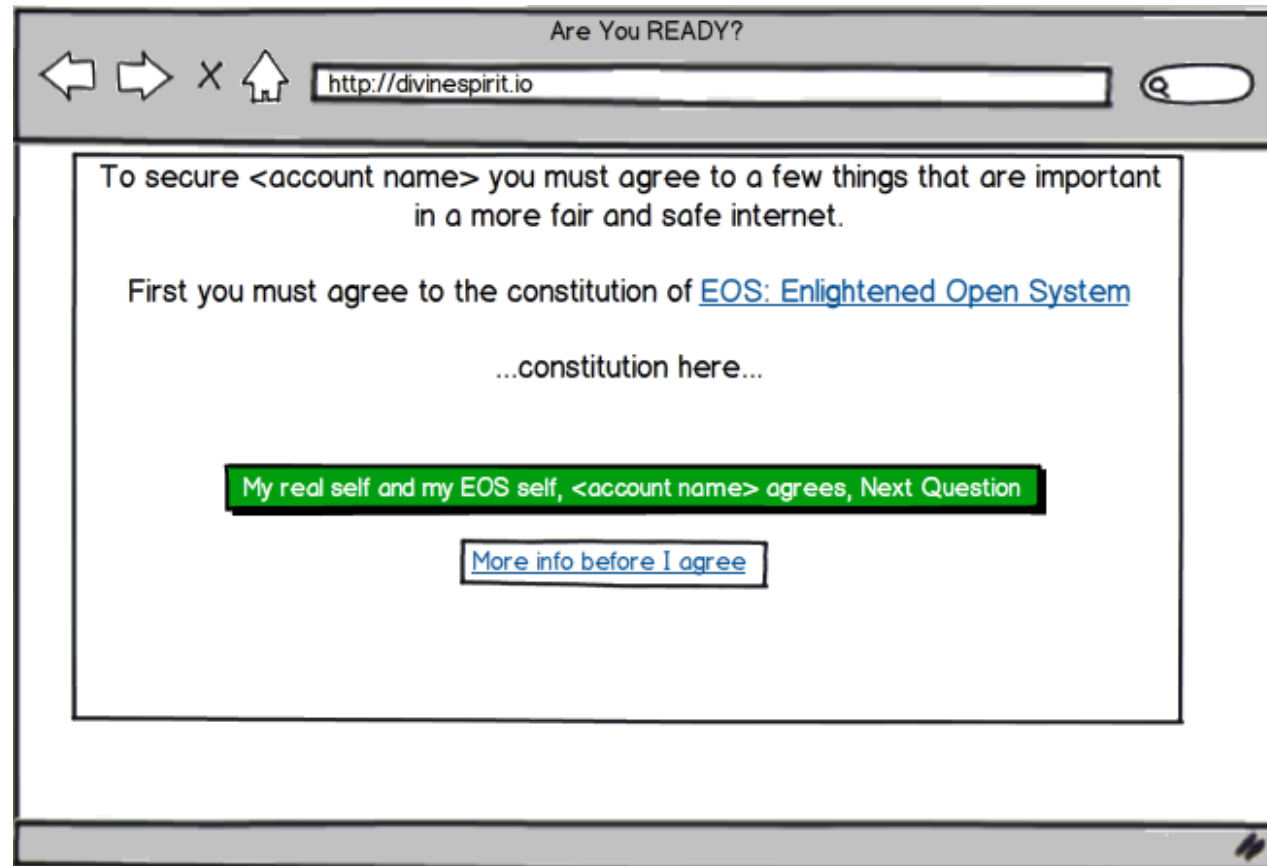 Are You READY?
http://divinespirit.io
To secure <account name> you must agree to a few things that are important
in a more fair and safe internet.
First you must agree to the constitution of EOS: Enlightened Open System
...constitution here...
My real self and my EOS self, <account name> agrees, Next Question
More info before I agree